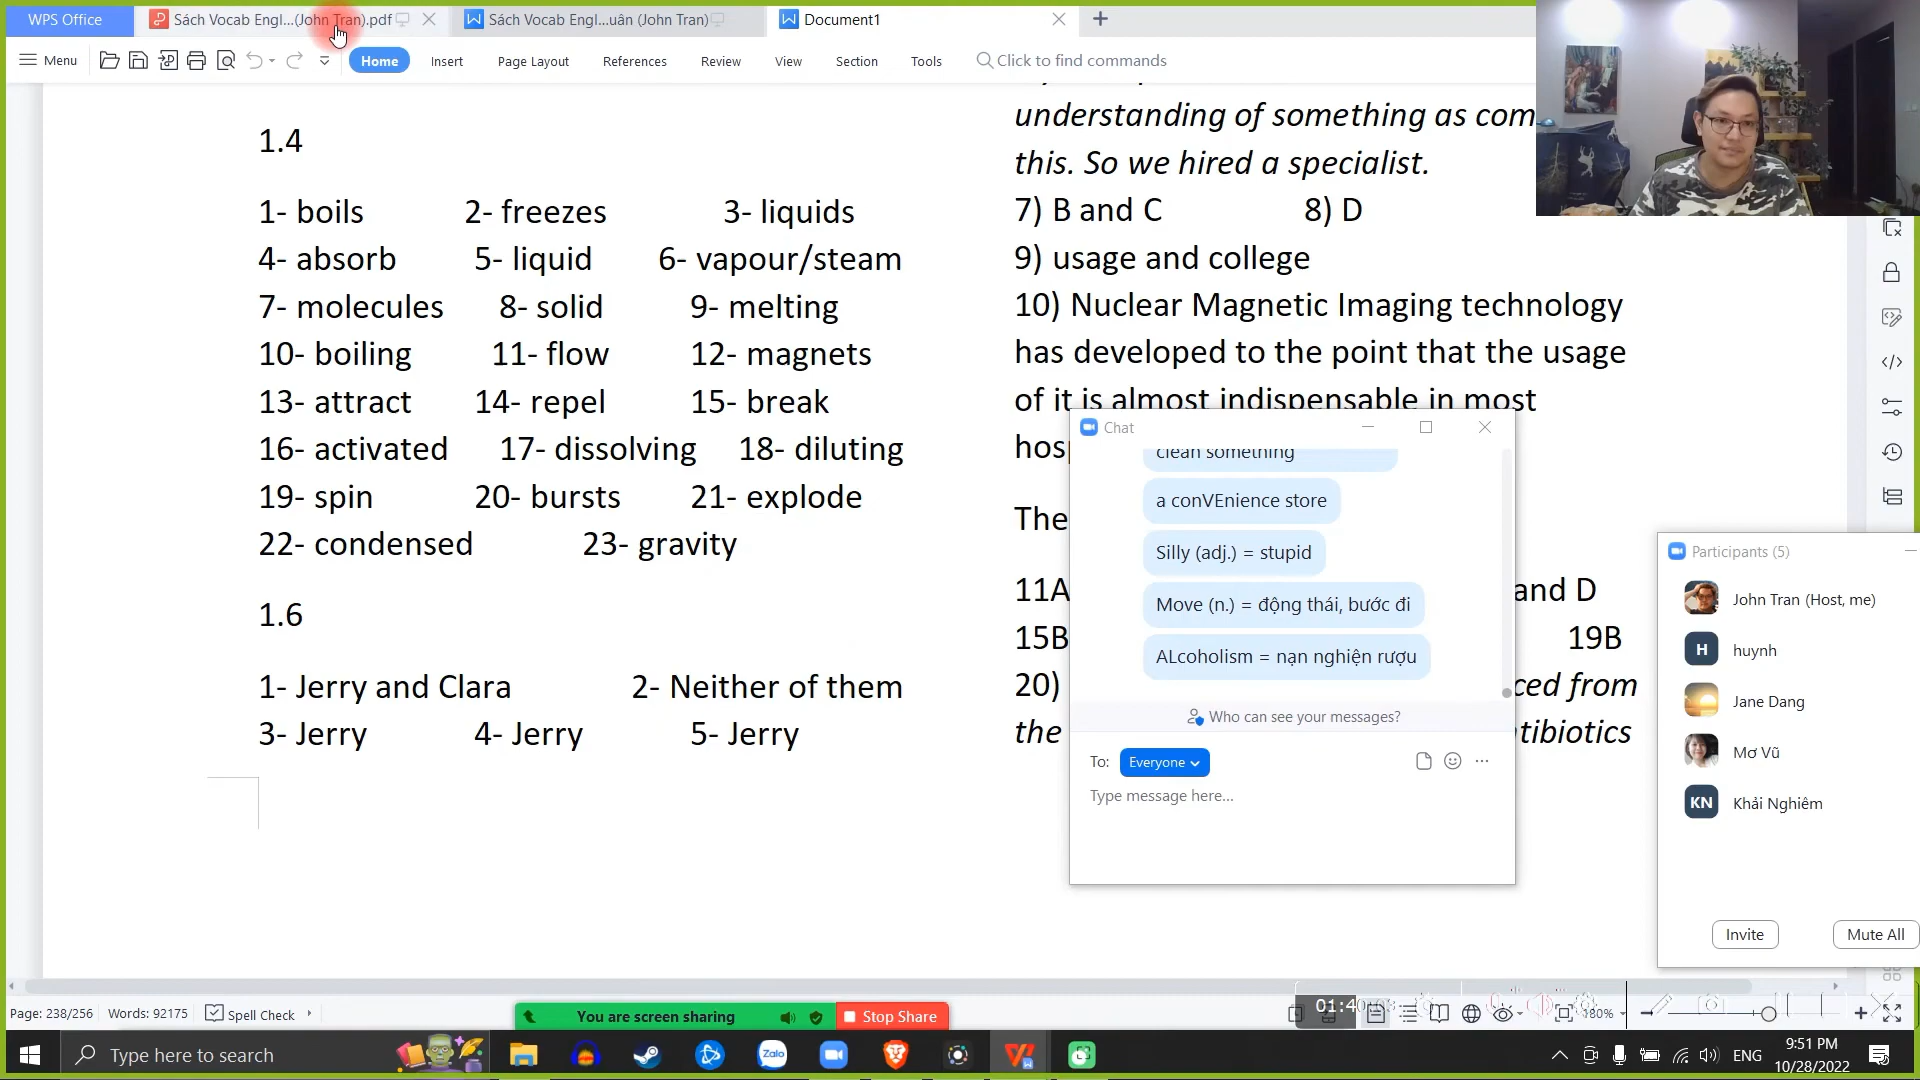 WPS Office
Sách Vocab Engl...(John Tran).pdf
Sách Vocab Engl...uân (John Tran)
Document1
Menu
Home
Insert
Page Layout
References
Review
View
Section
Tools
Click to find commands
1.4
1- boils 2- freezes 3- liquids
4- absorb 5- liquid 6- vapour/steam
7- molecules 8- solid 9- melting
10- boiling 11- flow 12- magnets
13- attract 14- repel 15- break
16- activated 17- dissolving 18- diluting
19- spin 20- bursts 21- explode
22- condensed 23- gravity
1.6
1- Jerry and Clara 2- Neither of them
3- Jerry 4- Jerry 5- Jerry
understanding of something as com
this. So we hired a specialist.
7) B and C 8) D
9) usage and college
10) Nuclear Magnetic Imaging technology
has developed to the point that the usage
of it is almost indispensable in most
hosp
The
11A and D
15B 19B
20) ced from
the tibiotics
Chat
clean something
a conVEnience store
Silly (adj.) = stupid
Move (n.) = động thái, bước đi
ALcoholism = nạn nghiện rượu
Who can see your messages?
To: Everyone
Type message here...
Participants (5)
John Tran (Host, me)
H huynh
Jane Dang
Mơ Vũ
KN Khải Nghiêm
Invite
Mute All
Page: 238/256 Words: 92175 Spell Check
You are screen sharing
Stop Share
180%
Type here to search
Zalo
ENG
9:51 PM
10/28/2022